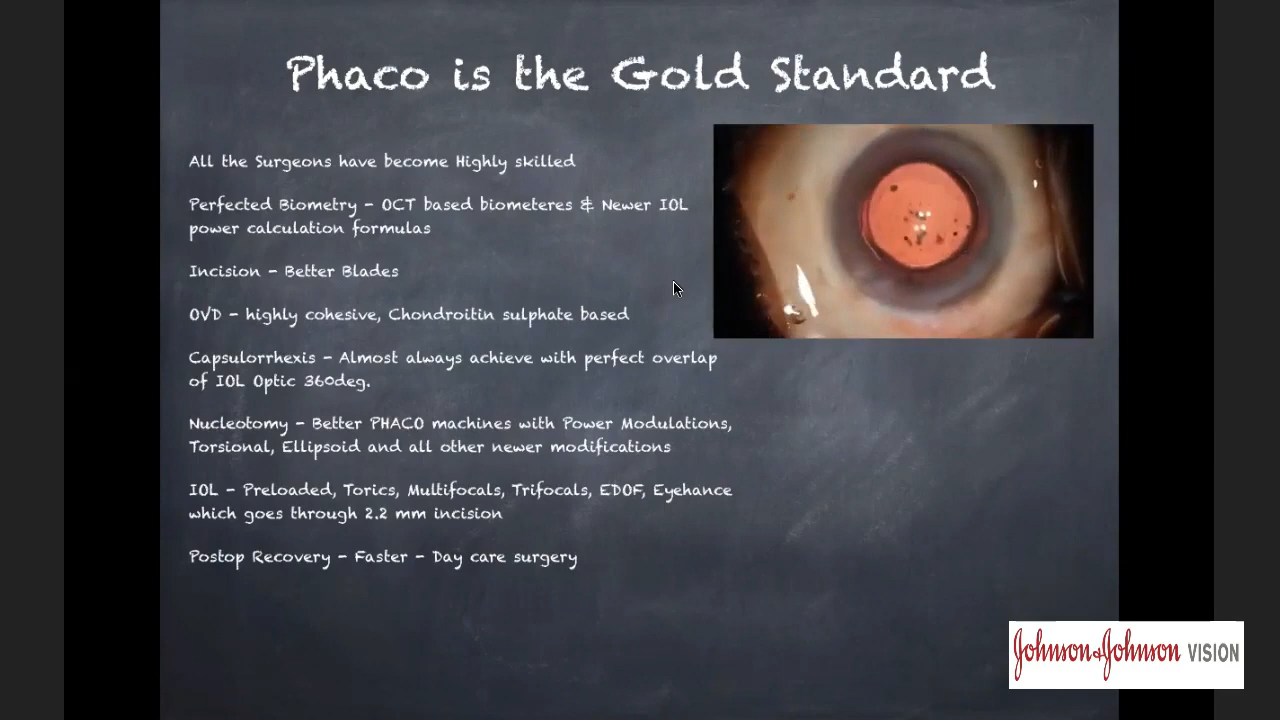 Phaco is the Gold Standard
All the Surgeons have become Highly skilled
Perfected Biometry - OCT based biometeres & Newer IOL
power calculation formulas
Incision - Better Blades
OVD - highly cohesive, Chondroitin sulphate based
Capsulorrhexis - Almost always achieve with perfect overlap
of IOL Optic 360deg.
Nucleotomy - Better PHACO machines with Power Modulations,
Torsional, Ellipsoid and all other newer modifications
IOL - Preloaded, Torics, Multifocals, Trifocals, EDOF, Eyehance
which goes through 2.2 mm incision
Postop Recovery - Faster - Day care surgery
Johnson&Johnson VISION